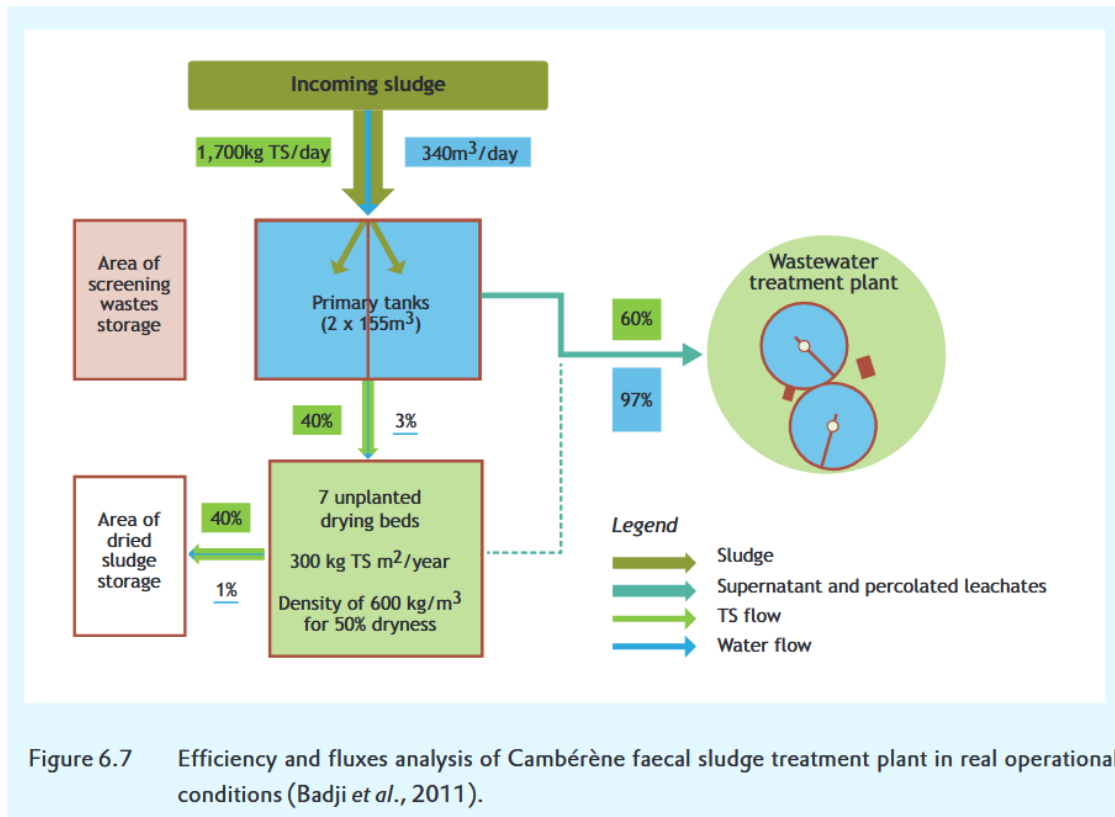 Incoming sludge
1,700kg TS/day
340m³/day
Area of
screening
wastes
storage
Primary tanks
(2 x 155m³)
60%
97%
Wastewater
treatment plant
40%
3%
Area of
dried
sludge
storage
40%
1%
7 unplanted
drying beds
300 kg TS m²/year
Density of 600 kg/m³
for 50% dryness
Legend
Sludge
Supernatant and percolated leachates
TS flow
Water flow
Figure 6.7 Efficiency and fluxes analysis of Cambérène faecal sludge treatment plant in real operational
conditions (Badji et al., 2011).